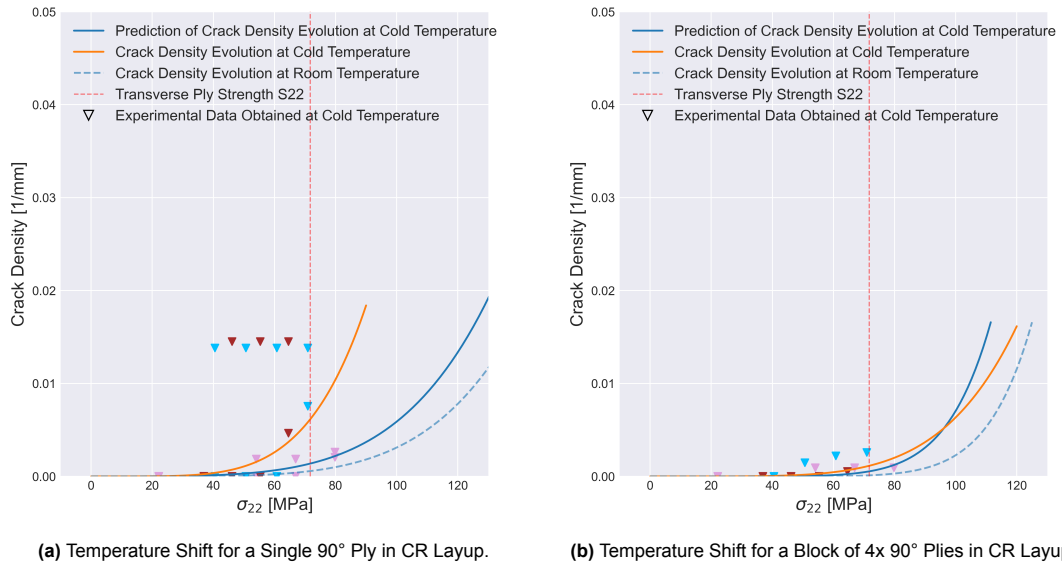 0.05
0.04
0.03
0.02
0.01
0.00
Crack Density [1/mm]
Prediction of Crack Density Evolution at Cold Temperature
Crack Density Evolution at Cold Temperature
Crack Density Evolution at Room Temperature
Transverse Ply Strength S22
Experimental Data Obtained at Cold Temperature
0 20 40 60 80 100 120
σ22 [MPa]
(a) Temperature Shift for a Single 90° Ply in CR Layup.
0.05
0.04
0.03
0.02
0.01
0.00
Crack Density [1/mm]
Prediction of Crack Density Evolution at Cold Temperature
Crack Density Evolution at Cold Temperature
Crack Density Evolution at Room Temperature
Transverse Ply Strength S22
Experimental Data Obtained at Cold Temperature
0 20 40 60 80 100 120
σ22 [MPa]
(b) Temperature Shift for a Block of 4x 90° Plies in CR Layup